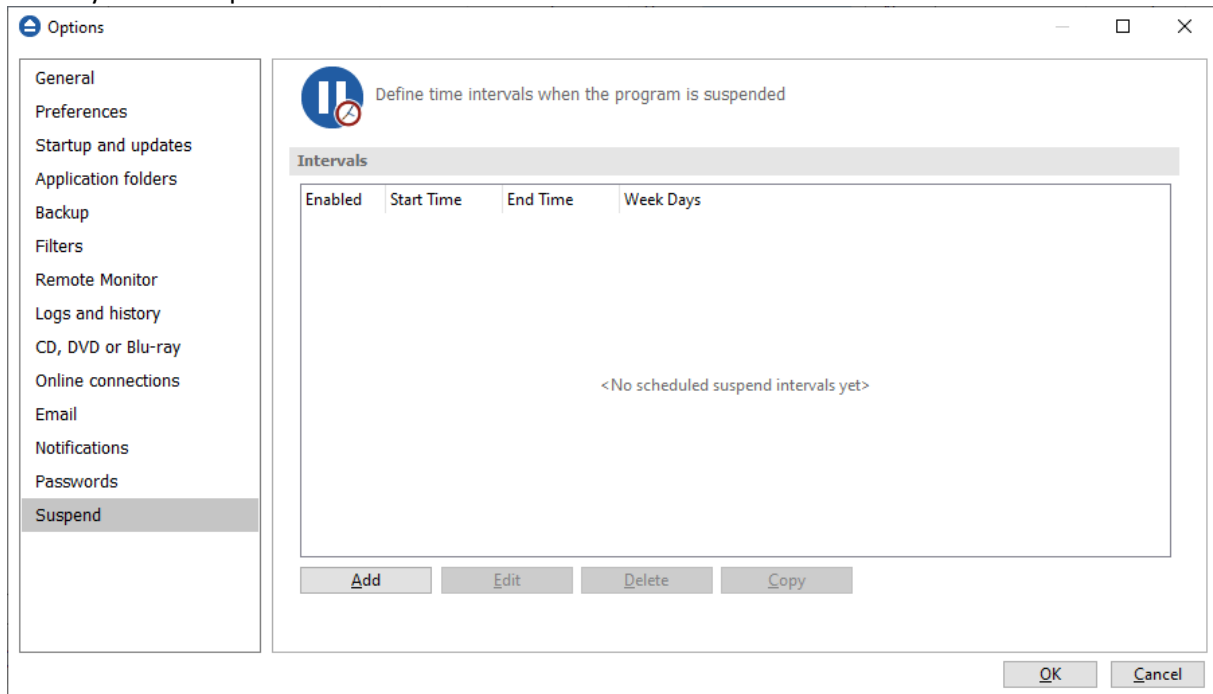 Options
General
Preferences
Startup and updates
Application folders
Backup
Filters
Remote Monitor
Logs and history
CD, DVD or Blu-ray
Online connections
Email
Notifications
Passwords
Suspend
Define time intervals when the program is suspended
Intervals
Enabled Start Time End Time Week Days
<No scheduled suspend intervals yet>
Add Edit Delete Copy
OK Cancel